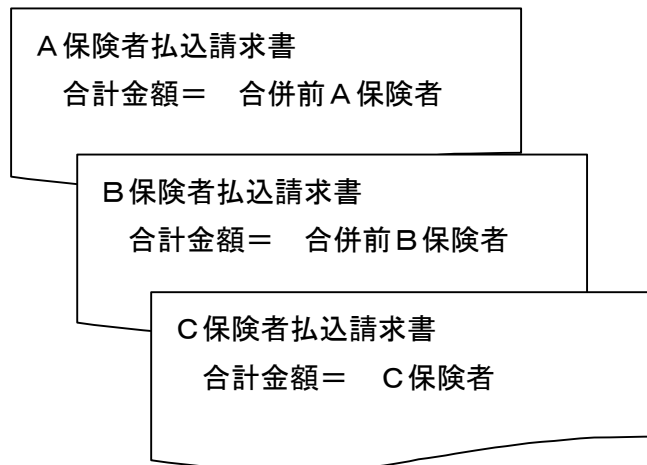 A保険者払込請求書
合計金額＝　合併前A保険者
B保険者払込請求書
合計金額＝　合併前B保険者
C保険者払込請求書
合計金額＝　C保険者